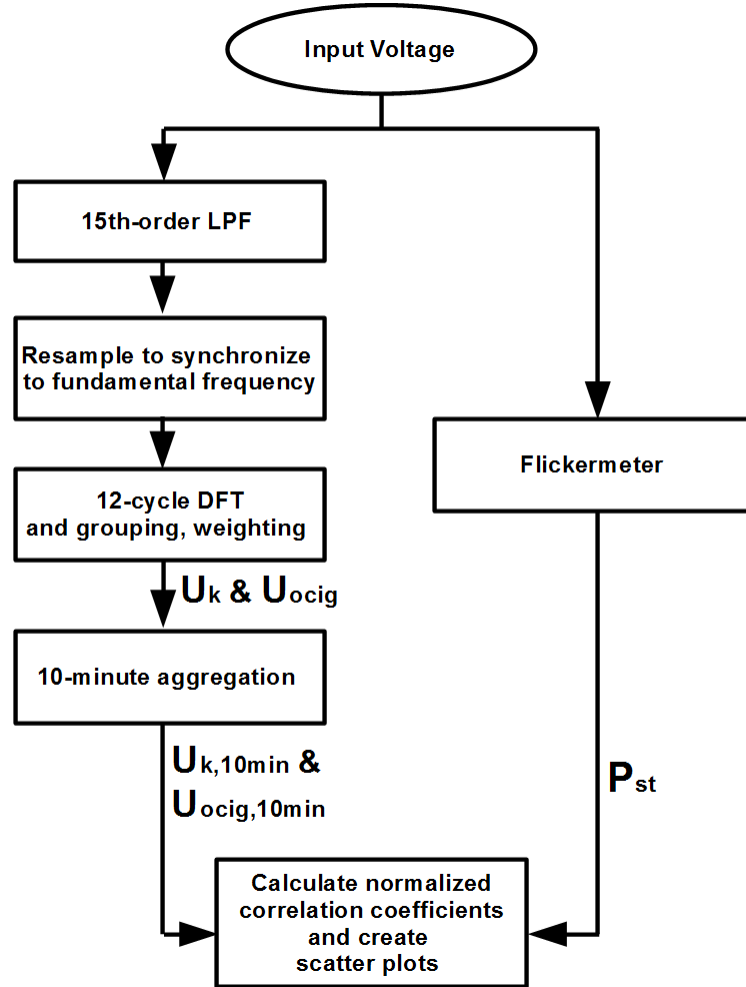 Input Voltage
15th-order LPF
Resample to synchronize
to fundamental frequency
12-cycle DFT
and grouping, weighting
Uk & Uocig
10-minute aggregation
Uk,10min &
Uocig,10min
Flickermeter
Pst
Calculate normalized
correlation coefficients
and create
scatter plots